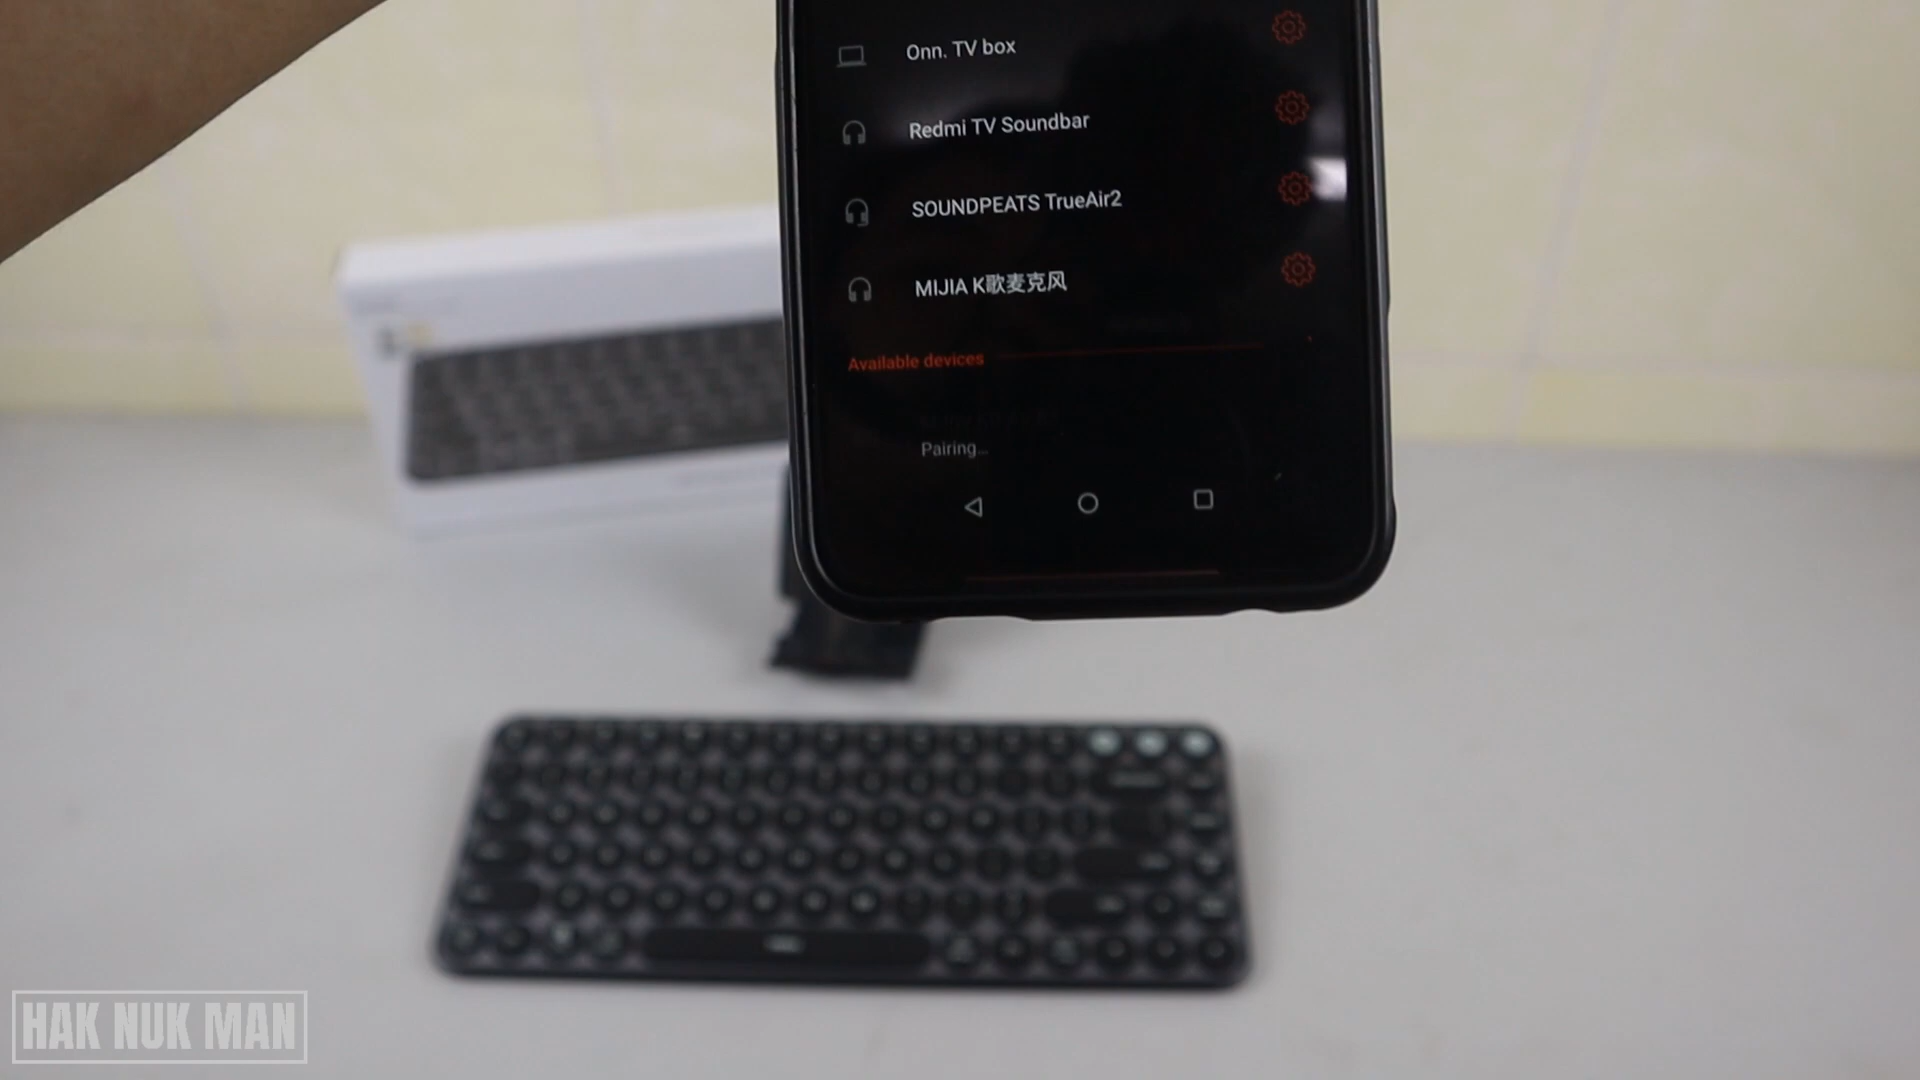 Onn. TV box
Redmi TV Soundbar
SOUNDPEATS TrueAir2
MIJIA K歌麦克风
Available devices
Pairing...
HAK NUK MAN